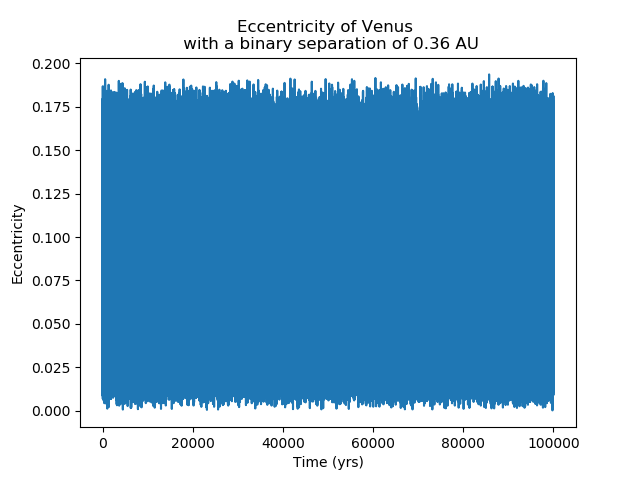 Eccentricity of Venus
with a binary separation of 0.36 AU
0.200
0.175
0.150
0.125
0.100
0.075
0.050
0.025
0.000
Eccentricity
0 20000 40000 60000 80000 100000
Time (yrs)